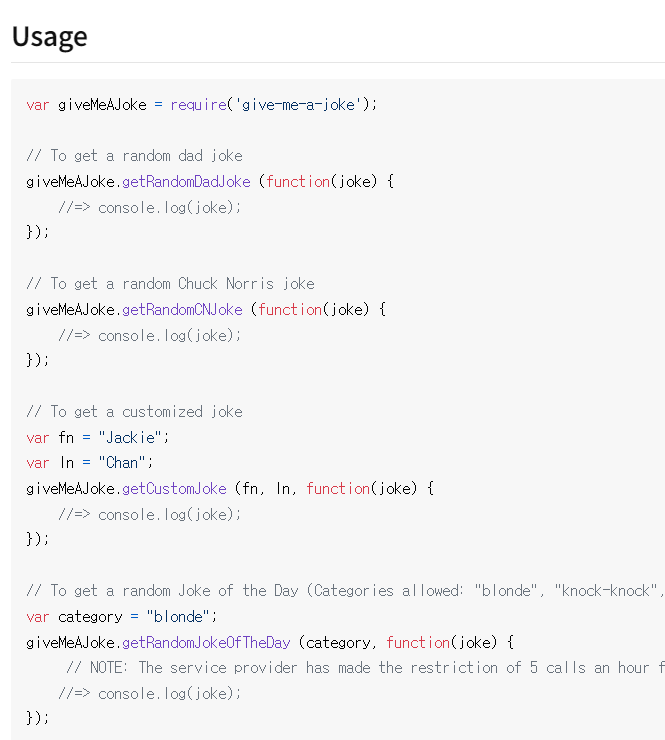 Usage
var giveMeAJoke = require('give-me-a-joke');
// To get a random dad joke
giveMeAJoke.getRandomDadJoke (function(joke) {
    //=> console.log(joke);
});
// To get a random Chuck Norris joke
giveMeAJoke.getRandomCNJoke (function(joke) {
    //=> console.log(joke);
});
// To get a customized joke
var fn = "Jackie";
var ln = "Chan";
giveMeAJoke.getCustomJoke (fn, ln, function(joke) {
    //=> console.log(joke);
});
// To get a random Joke of the Day (Categories allowed: "blonde", "knock-knock",
var category = "blonde";
giveMeAJoke.getRandomJokeOfTheDay (category, function(joke) {
     // NOTE: The service provider has made the restriction of 5 calls an hour
    //=> console.log(joke);
});